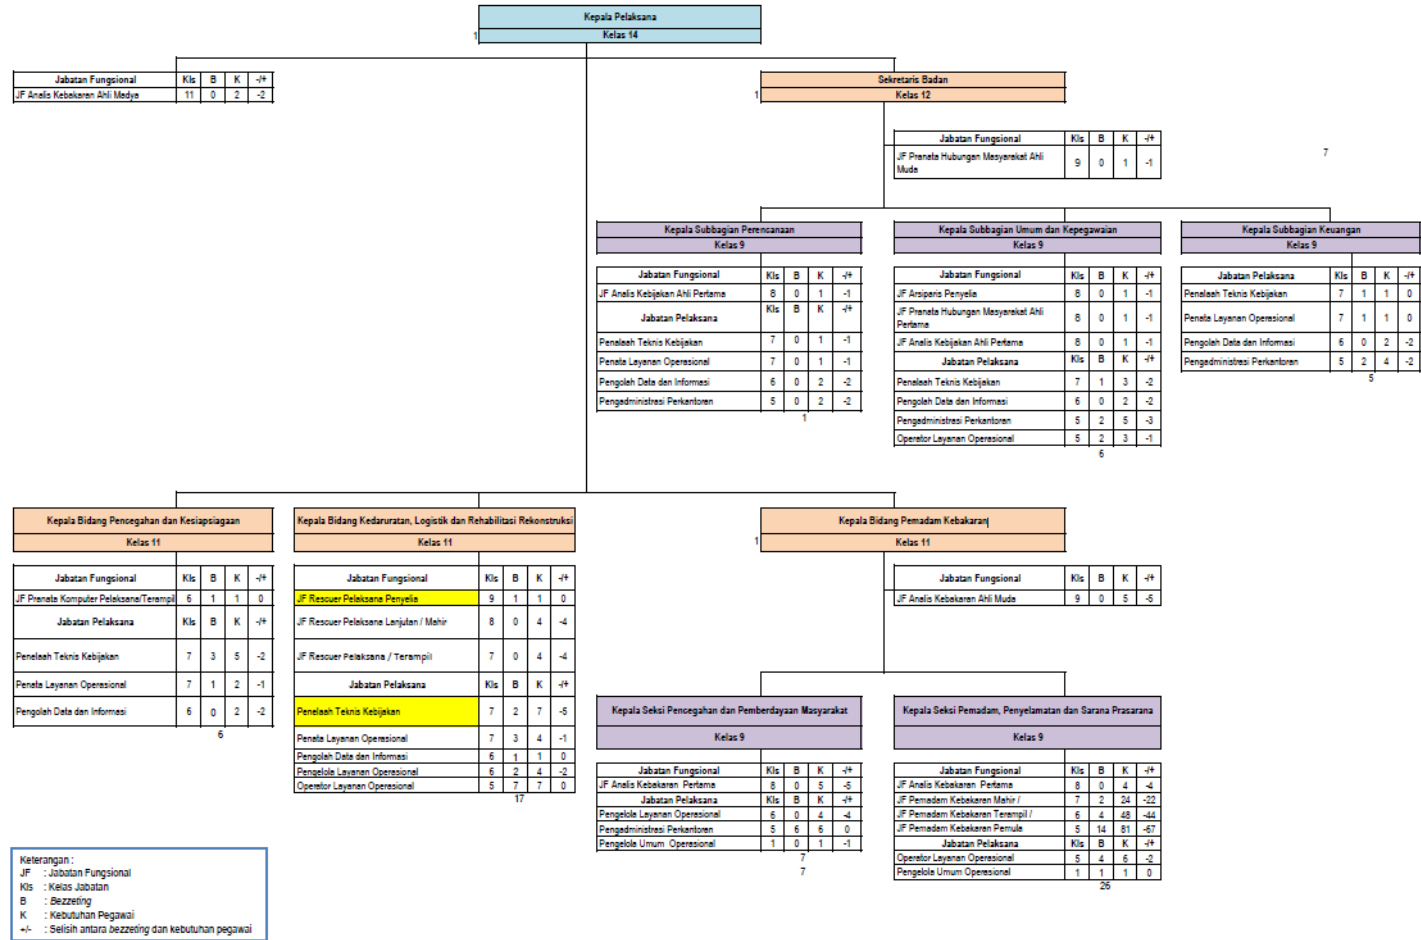 Kepala Pelaksana
1 Kelas 14
Jabatan Fungsional Kls B K -/+
JF Analis Kebakaran Ahli Madya 11 0 2 -2
Sekretaris Badan
1 Kelas 12
Jabatan Fungsional Kls B K -/+
JF Pranata Hubungan Masyarakat Ahli
Muda 9 0 1 -1
7
Kepala Subbagian Perencanaan
Kelas 9
Jabatan Fungsional Kls B K -/+
JF Analis Kebijakan Ahli Pertama 8 0 1 -1
Jabatan Pelaksana Kls B K -/+
Penalaah Teknis Kebijakan 7 0 1 -1
Penata Layanan Operasional 7 0 1 -1
Pengolah Data dan Informasi 6 0 2 -2
Pengadministrasi Perkantoran 5 0 2 -2
1
Kepala Subbagian Umum dan Kepegawaian
Kelas 9
Jabatan Fungsional Kls B K -/+
JF Arsiparis Penyelia 8 0 1 -1
JF Pranata Hubungan Masyarakat Ahli
Pertama 8 0 1 -1
JF Analis Kebijakan Ahli Pertama 8 0 1 -1
Jabatan Pelaksana Kls B K -/+
Penalaah Teknis Kebijakan 7 1 3 -2
Pengolah Data dan Informasi 6 0 2 -2
Pengadministrasi Perkantoran 5 2 5 -3
Operator Layanan Operasional 5 2 3 -1
6
Kepala Subbagian Keuangan
Kelas 9
Jabatan Pelaksana Kls B K -/+
Penalaah Teknis Kebijakan 7 1 1 0
Penata Layanan Operasional 7 1 1 0
Pengolah Data dan Informasi 6 0 2 -2
Pengadministrasi Perkantoran 5 2 4 -2
5
Kepala Bidang Pencegahan dan Kesiapsiagaan
Kelas 11
Jabatan Fungsional Kls B K -/+
JF Pranata Komputer Pelaksana/Terampil 6 1 1 0
Jabatan Pelaksana Kls B K -/+
Penelaah Teknis Kebijakan 7 3 5 -2
Penata Layanan Operasional 7 1 2 -1
Pengolah Data dan Informasi 6 0 2 -2
6
Kepala Bidang Kedaruratan, Logistik dan Rehabilitasi Rekonstruksi
Kelas 11
Jabatan Fungsional Kls B K -/+
JF Rescuer Pelaksana Penyelia 9 1 1 0
JF Rescuer Pelaksana Lanjutan / Mahir 8 0 4 -4
JF Rescuer Pelaksana / Terampil 7 0 4 -4
Jabatan Pelaksana Kls B K -/+
Penelaah Teknis Kebijakan 7 2 7 -5
Penata Layanan Operasional 7 3 4 -1
Pengolah Data dan Informasi 6 1 1 0
Pengelola Layanan Operasional 6 2 4 -2
Operator Layanan Operasional 5 7 7 0
17
Kepala Bidang Pemadam Kebakaran
1 Kelas 11
Jabatan Fungsional Kls B K -/+
JF Analis Kebakaran Ahli Muda 9 0 5 -5
Kepala Seksi Pencegahan dan Pemberdayaan Masyarakat
Kelas 9
Jabatan Fungsional Kls B K -/+
JF Analis Kebakaran Pertama 8 0 5 -5
Jabatan Pelaksana Kls B K -/+
Pengelola Layanan Operasional 6 0 4 -4
Pengadministrasi Perkantoran 5 6 6 0
Pengelola Umum Operasional 1 0 1 -1
7
7
Kepala Seksi Pemadam, Penyelamatan dan Sarana Prasarana
Kelas 9
Jabatan Fungsional Kls B K -/+
JF Analis Kebakaran Pertama 8 0 4 -4
JF Pemadam Kebakaran Mahir / 7 2 24 -22
JF Pemadam Kebakaran Terampil / 6 4 48 -44
JF Pemadam Kebakaran Pemula 5 14 81 -67
Jabatan Pelaksana Kls B K -/+
Operator Layanan Operasional 5 4 6 -2
Pengelola Umum Operasional 1 1 1 0
26
Keterangan :
JF : Jabatan Fungsional
Kls : Kelas Jabatan
B : Bezzeting
K : Kebutuhan Pegawai
+/- : Selisih antara bezzeting dan kebutuhan pegawai